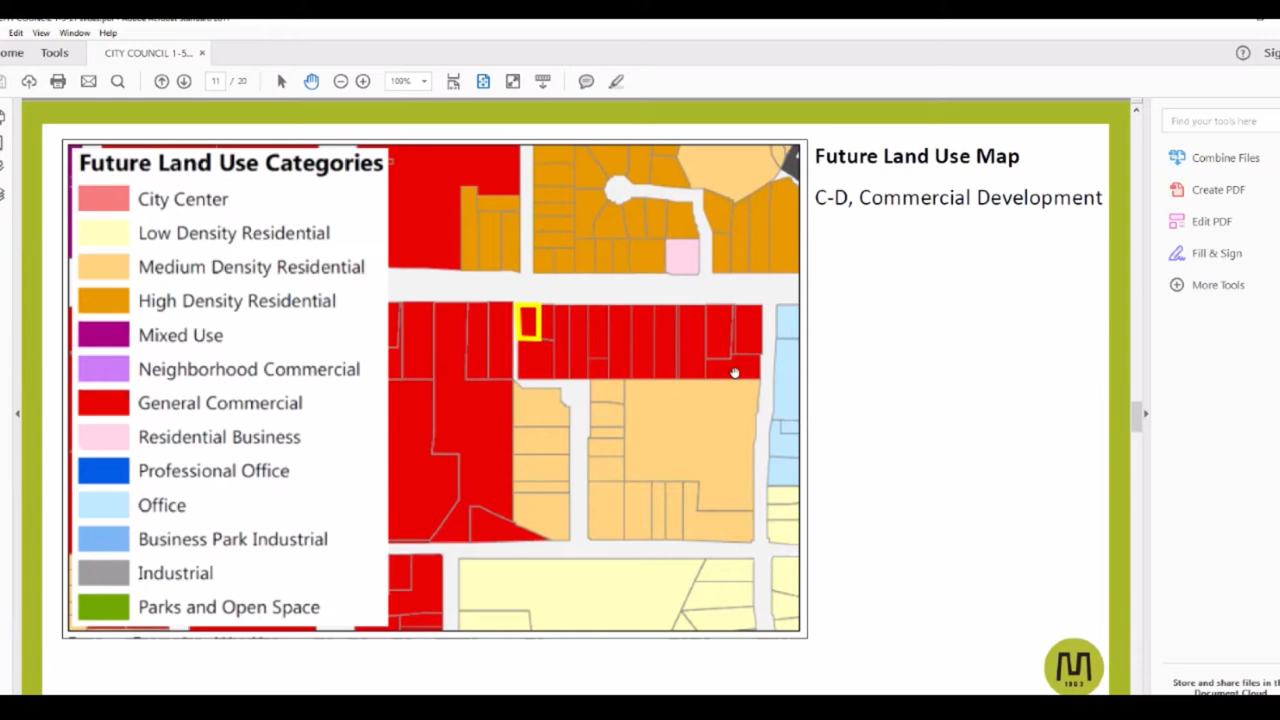 Edit View Window Help
Tools
CITY COUNCIL 1-5... ×
11 / 20
100%
Find your tools here
Combine Files
Create PDF
Edit PDF
Fill & Sign
More Tools
Future Land Use Categories
City Center
Low Density Residential
Medium Density Residential
High Density Residential
Mixed Use
Neighborhood Commercial
General Commercial
Residential Business
Professional Office
Office
Business Park Industrial
Industrial
Parks and Open Space
Future Land Use Map
C-D, Commercial Development
M
1983
Store and share files in the
Document Cloud